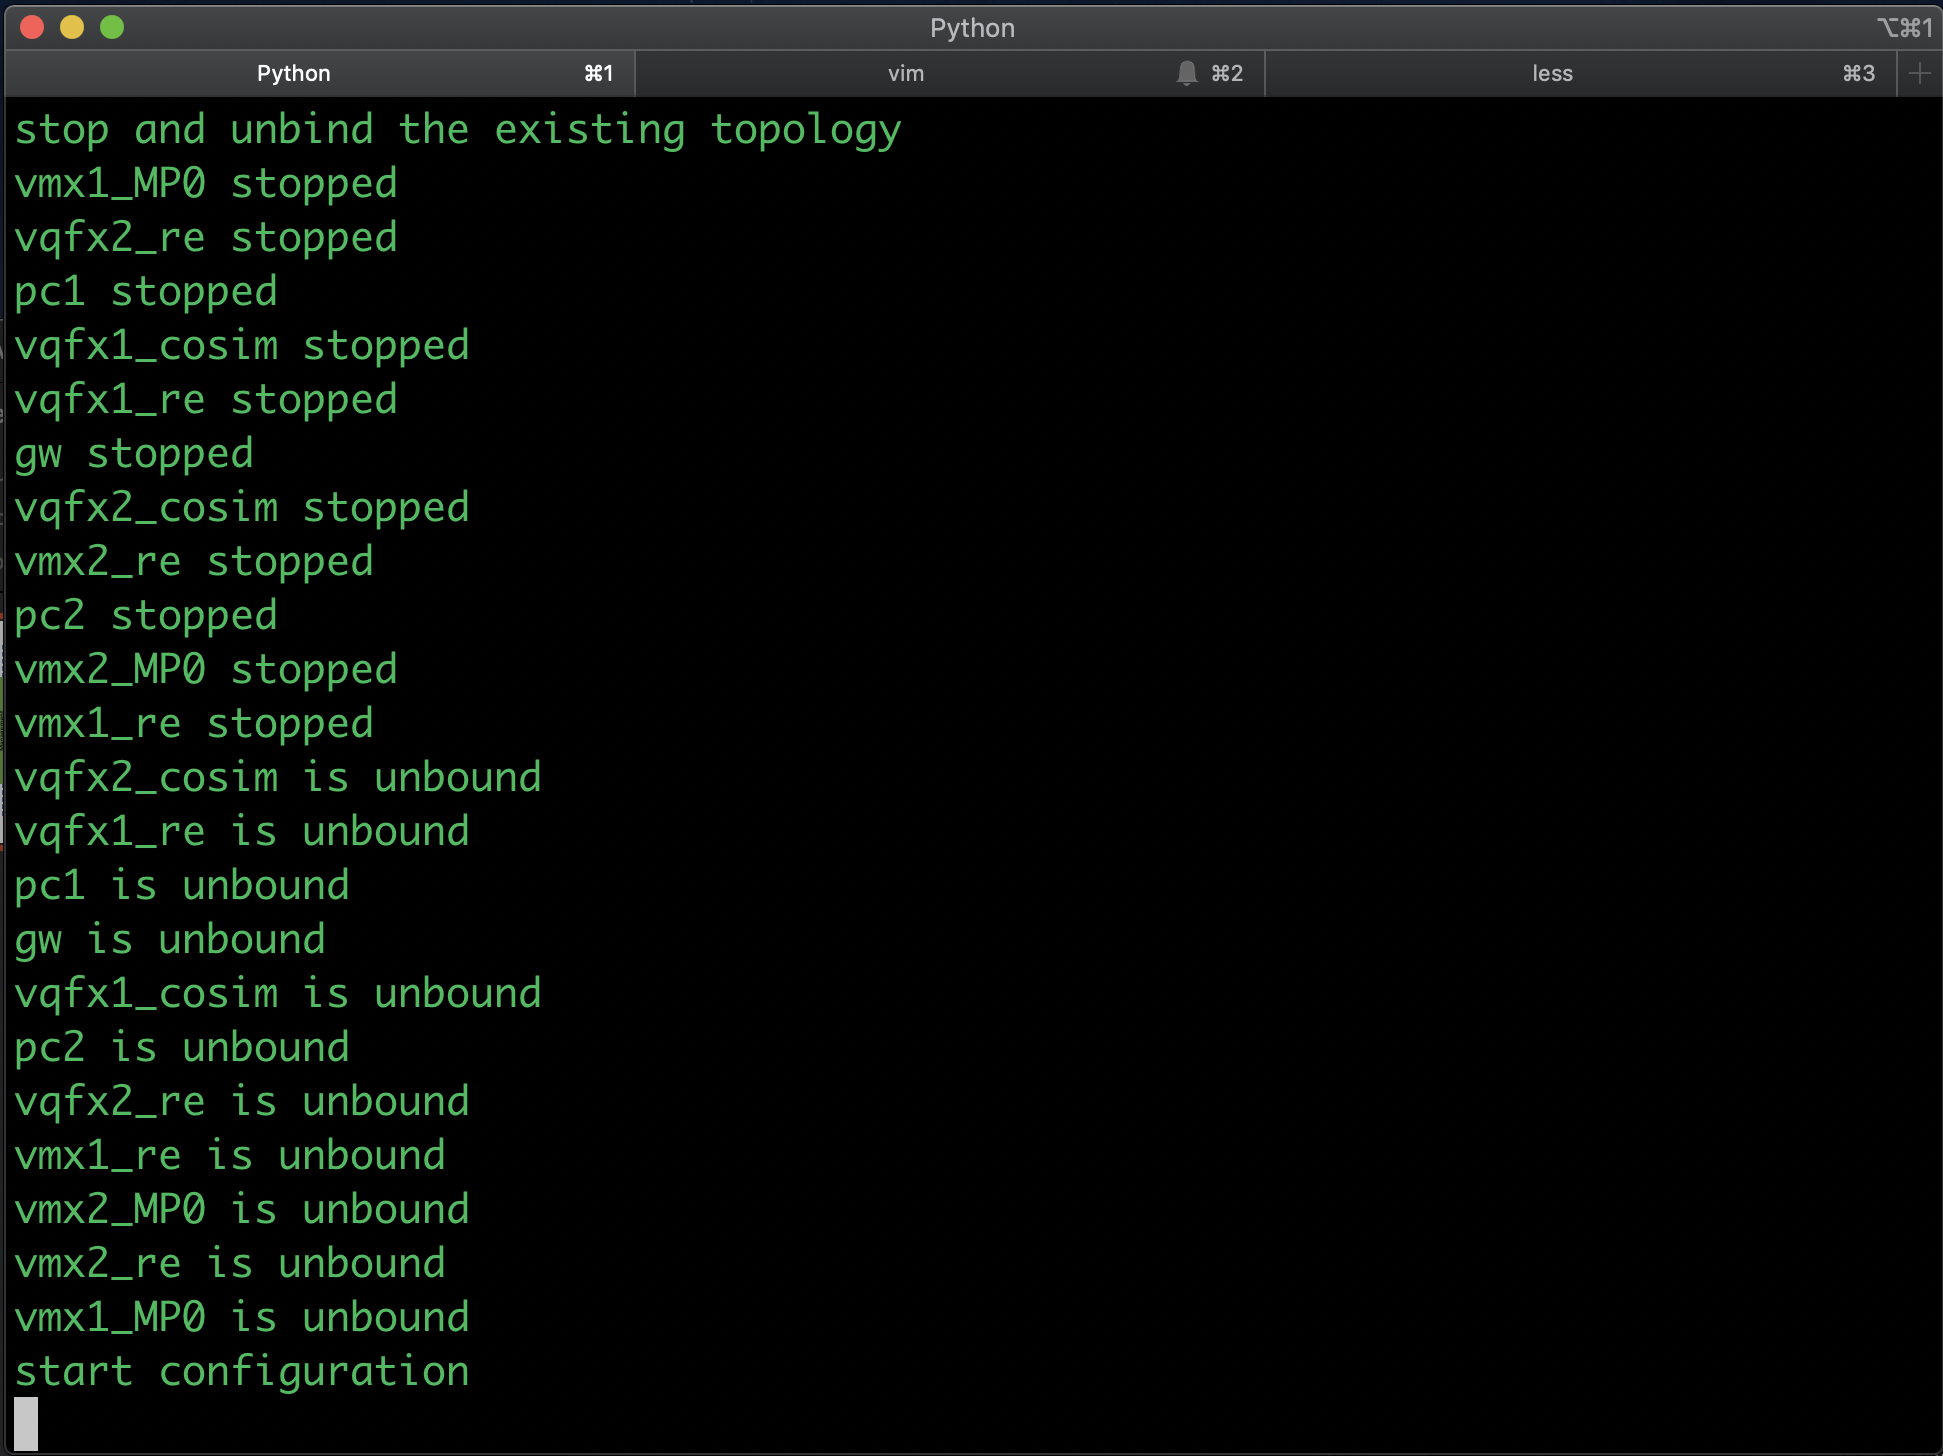 Python ⌥⌘1
Python ⌘1 vim ⌘2 less ⌘3 +
stop and unbind the existing topology
vmx1_MP0 stopped
vqfx2_re stopped
pc1 stopped
vqfx1_cosim stopped
vqfx1_re stopped
gw stopped
vqfx2_cosim stopped
vmx2_re stopped
pc2 stopped
vmx2_MP0 stopped
vmx1_re stopped
vqfx2_cosim is unbound
vqfx1_re is unbound
pc1 is unbound
gw is unbound
vqfx1_cosim is unbound
pc2 is unbound
vqfx2_re is unbound
vmx1_re is unbound
vmx2_MP0 is unbound
vmx2_re is unbound
vmx1_MP0 is unbound
start configuration